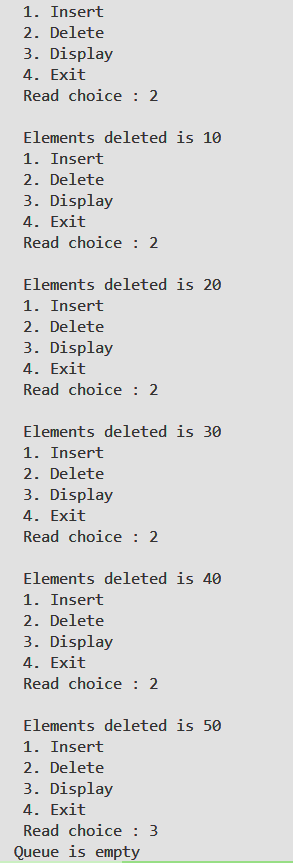 1. Insert
2. Delete
3. Display
4. Exit
Read choice : 2
Elements deleted is 10
1. Insert
2. Delete
3. Display
4. Exit
Read choice : 2
Elements deleted is 20
1. Insert
2. Delete
3. Display
4. Exit
Read choice : 2
Elements deleted is 30
1. Insert
2. Delete
3. Display
4. Exit
Read choice : 2
Elements deleted is 40
1. Insert
2. Delete
3. Display
4. Exit
Read choice : 2
Elements deleted is 50
1. Insert
2. Delete
3. Display
4. Exit
Read choice : 3
Queue is empty